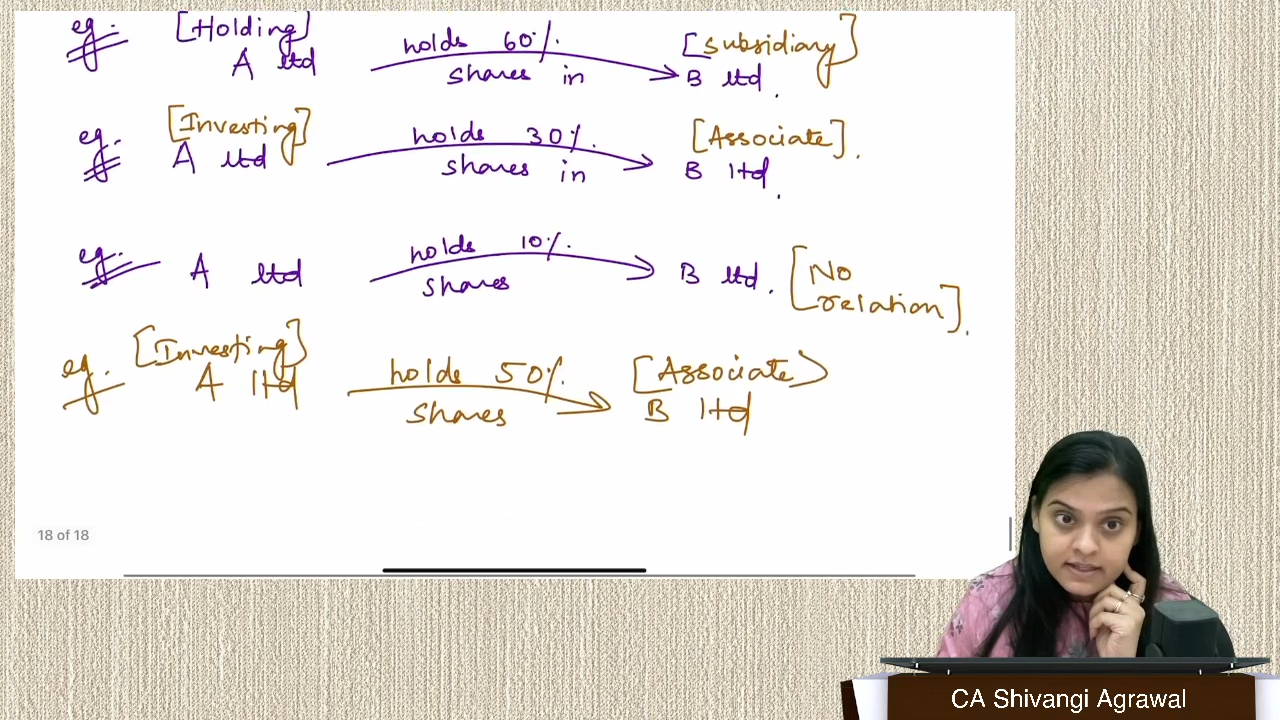 eg. [Holding] holds 60%. [subsidiary]
A ltd shares in B ltd.
eg. [Investing] holds 30%. [Associate].
A ltd shares in B ltd.
eg. A ltd holds 10%. B ltd. [No
shares relation].
eg. [Investing] holds 50%. [Associate>
A ltd shares B ltd
18 of 18
CA Shivangi Agrawal